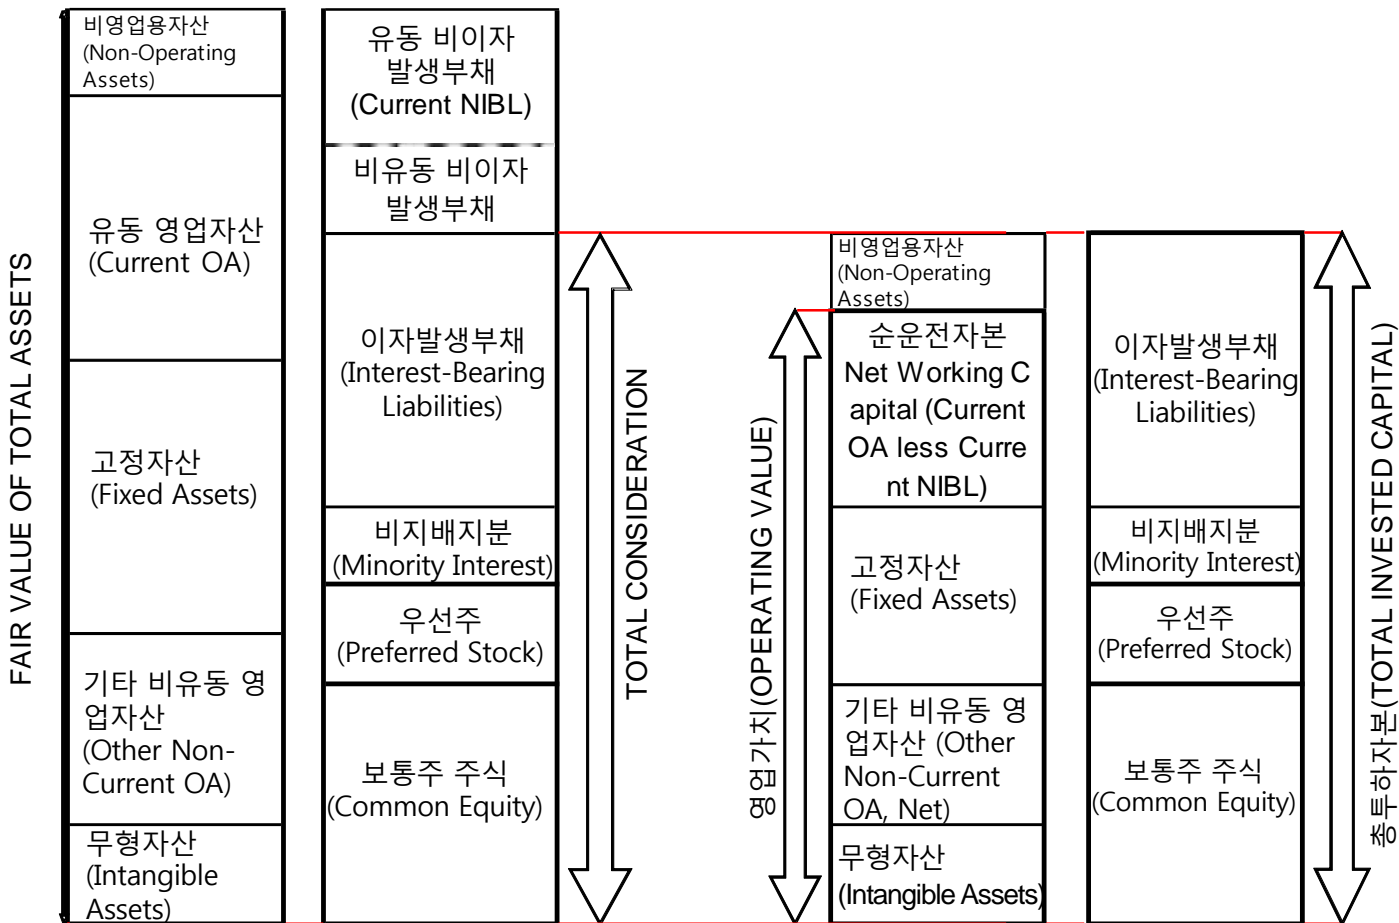 FAIR VALUE OF TOTAL ASSETS
비영업용자산
(Non-Operating
Assets)
유동 영업자산
(Current OA)
고정자산
(Fixed Assets)
기타 비유동 영
업자산
(Other Non-
Current OA)
무형자산
(Intangible
Assets)
유동 비이자
발생부채
(Current NIBL)
비유동 비이자
발생부채
이자발생부채
(Interest-Bearing
Liabilities)
비지배지분
(Minority Interest)
우선주
(Preferred Stock)
보통주 주식
(Common Equity)
TOTAL CONSIDERATION
영업가치(OPERATING VALUE)
비영업용자산
(Non-Operating
Assets)
순운전자본
Net Working C
apital (Current
OA less Curre
nt NIBL)
고정자산
(Fixed Assets)
기타 비유동 영
업자산 (Other
Non-Current
OA, Net)
무형자산
(Intangible Assets)
이자발생부채
(Interest-Bearing
Liabilities)
비지배지분
(Minority Interest)
우선주
(Preferred Stock)
보통주 주식
(Common Equity)
총투하자본(TOTAL INVESTED CAPITAL)